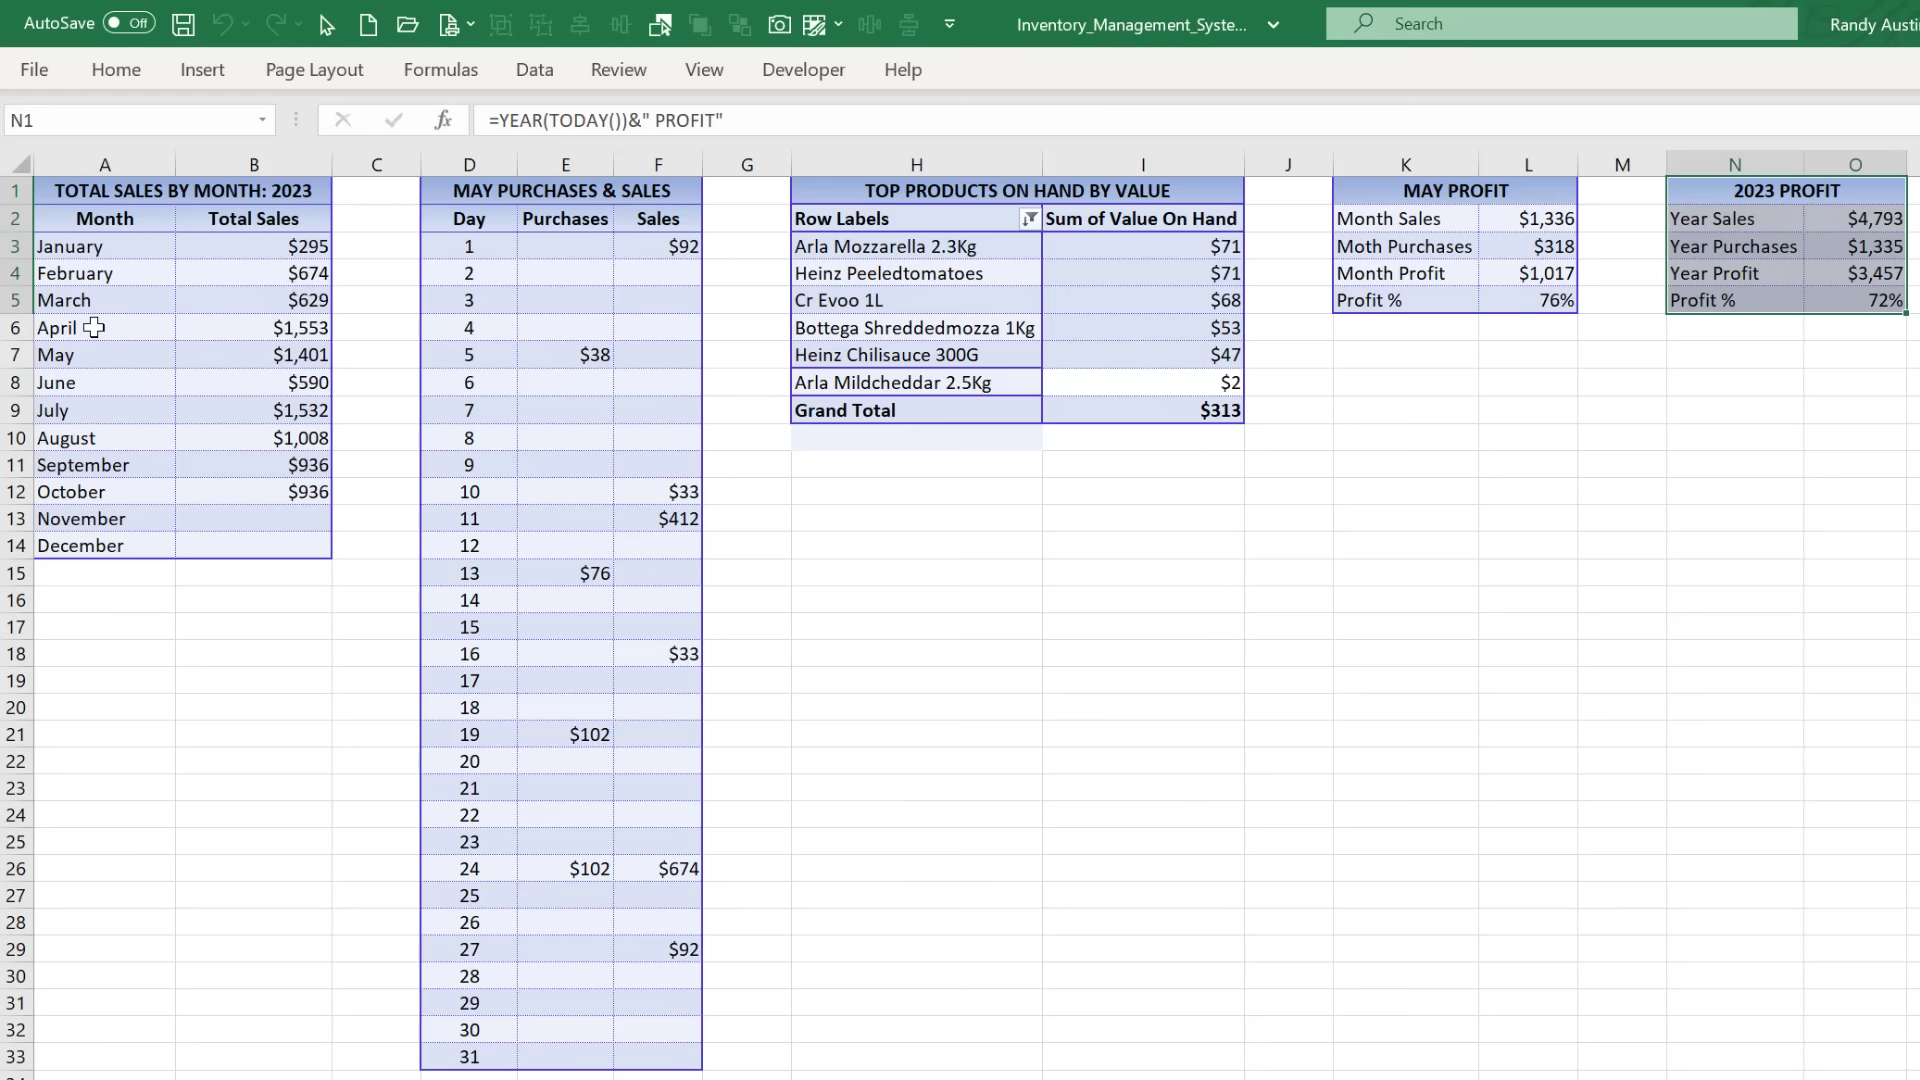 AutoSave Off Inventory_Management_Syste... Search Randy Austi
File Home Insert Page Layout Formulas Data Review View Developer Help
N1 fx =YEAR(TODAY())&" PROFIT"
A B C D E F G H I J K L M N O
1 TOTAL SALES BY MONTH: 2023 MAY PURCHASES & SALES TOP PRODUCTS ON HAND BY VALUE MAY PROFIT 2023 PROFIT
2 Month Total Sales Day Purchases Sales Row Labels Sum of Value On Hand Month Sales $1,336 Year Sales $4,793
3 January $295 1 $92 Arla Mozzarella 2.3Kg $71 Moth Purchases $318 Year Purchases $1,335
4 February $674 2 Heinz Peeledtomatoes $71 Month Profit $1,017 Year Profit $3,457
5 March $629 3 Cr Evoo 1L $68 Profit % 76% Profit % 72%
6 April $1,553 4 Bottega Shreddedmozza 1Kg $53
7 May $1,401 5 $38 Heinz Chilisauce 300G $47
8 June $590 6 Arla Mildcheddar 2.5Kg $2
9 July $1,532 7 Grand Total $313
10 August $1,008 8
11 September $936 9
12 October $936 10 $33
13 November 11 $412
14 December 12
15 13 $76
16 14
17 15
18 16 $33
19 17
20 18
21 19 $102
22 20
23 21
24 22
25 23
26 24 $102 $674
27 25
28 26
29 27 $92
30 28
31 29
32 30
33 31